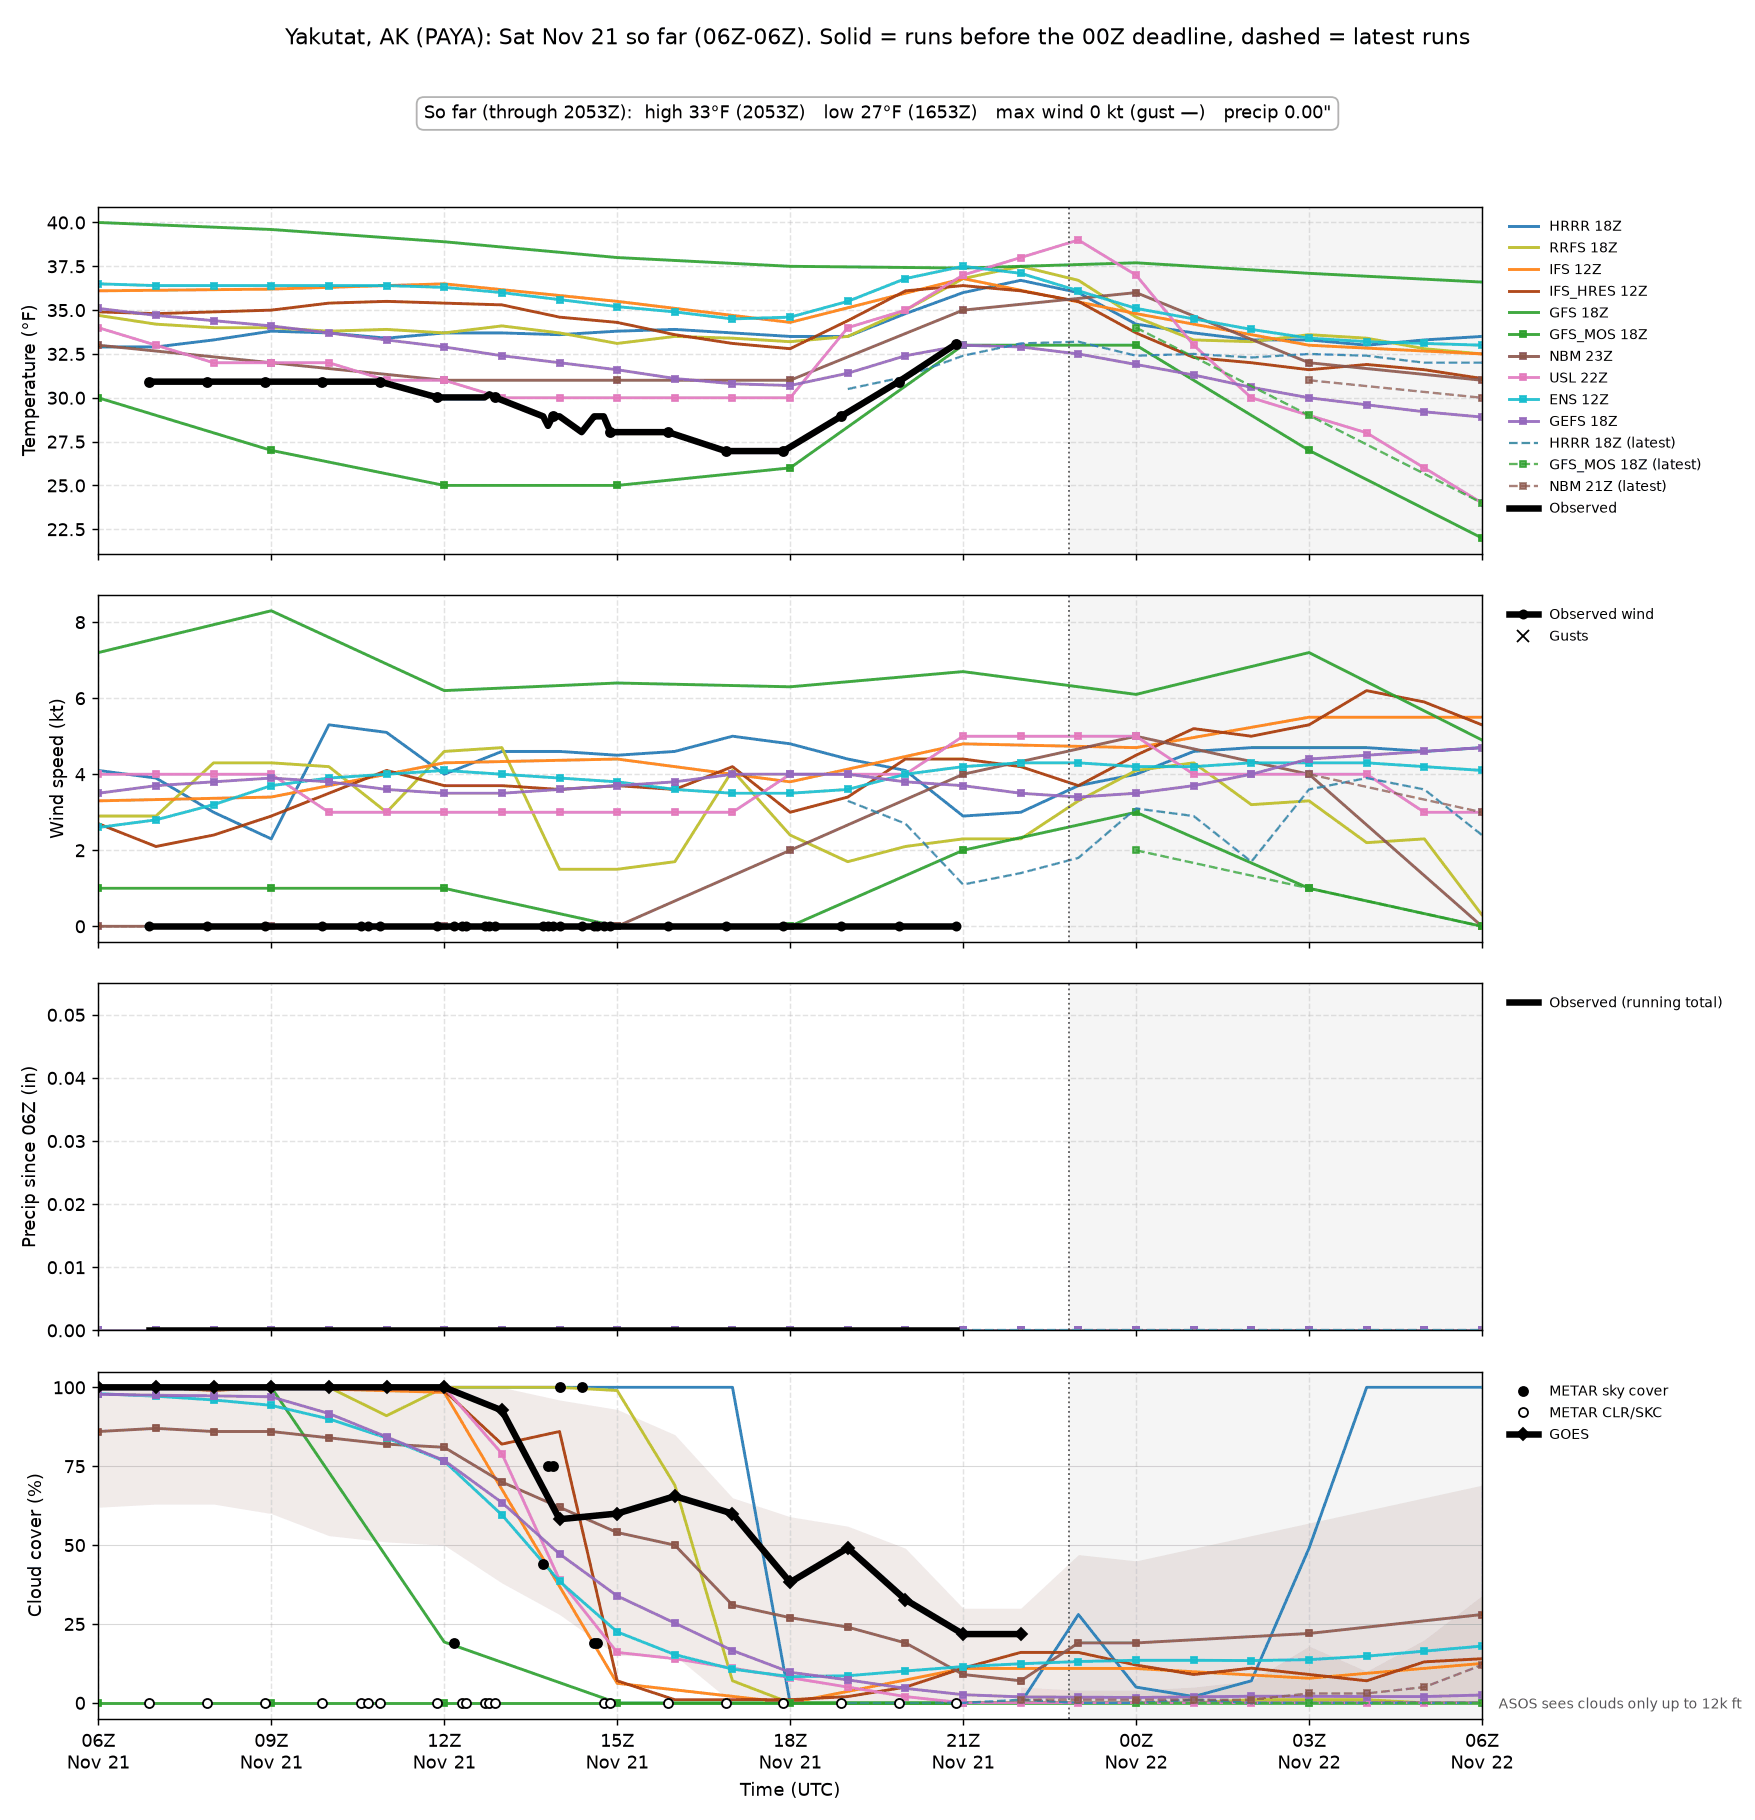 Yakutat, AK (PAYA): Sat Nov 21 so far (06Z-06Z). Solid = runs before the 00Z deadline, dashed = latest runs
So far (through 2053Z):  high 33°F (2053Z)   low 27°F (1653Z)   max wind 0 kt (gust —)   precip 0.00"
Temperature (°F)
40.0
37.5
35.0
32.5
30.0
27.5
25.0
22.5
HRRR 18Z
RRFS 18Z
IFS 12Z
IFS_HRES 12Z
GFS 18Z
GFS_MOS 18Z
NBM 23Z
USL 22Z
ENS 12Z
GEFS 18Z
HRRR 18Z (latest)
GFS_MOS 18Z (latest)
NBM 21Z (latest)
Observed
Wind speed (kt)
8
6
4
2
0
Observed wind
Gusts
Precip since 06Z (in)
0.05
0.04
0.03
0.02
0.01
0.00
Observed (running total)
Cloud cover (%)
100
75
50
25
0
METAR sky cover
METAR CLR/SKC
GOES
ASOS sees clouds only up to 12k ft
06Z
Nov 21
09Z
Nov 21
12Z
Nov 21
15Z
Nov 21
18Z
Nov 21
21Z
Nov 21
00Z
Nov 22
03Z
Nov 22
06Z
Nov 22
Time (UTC)